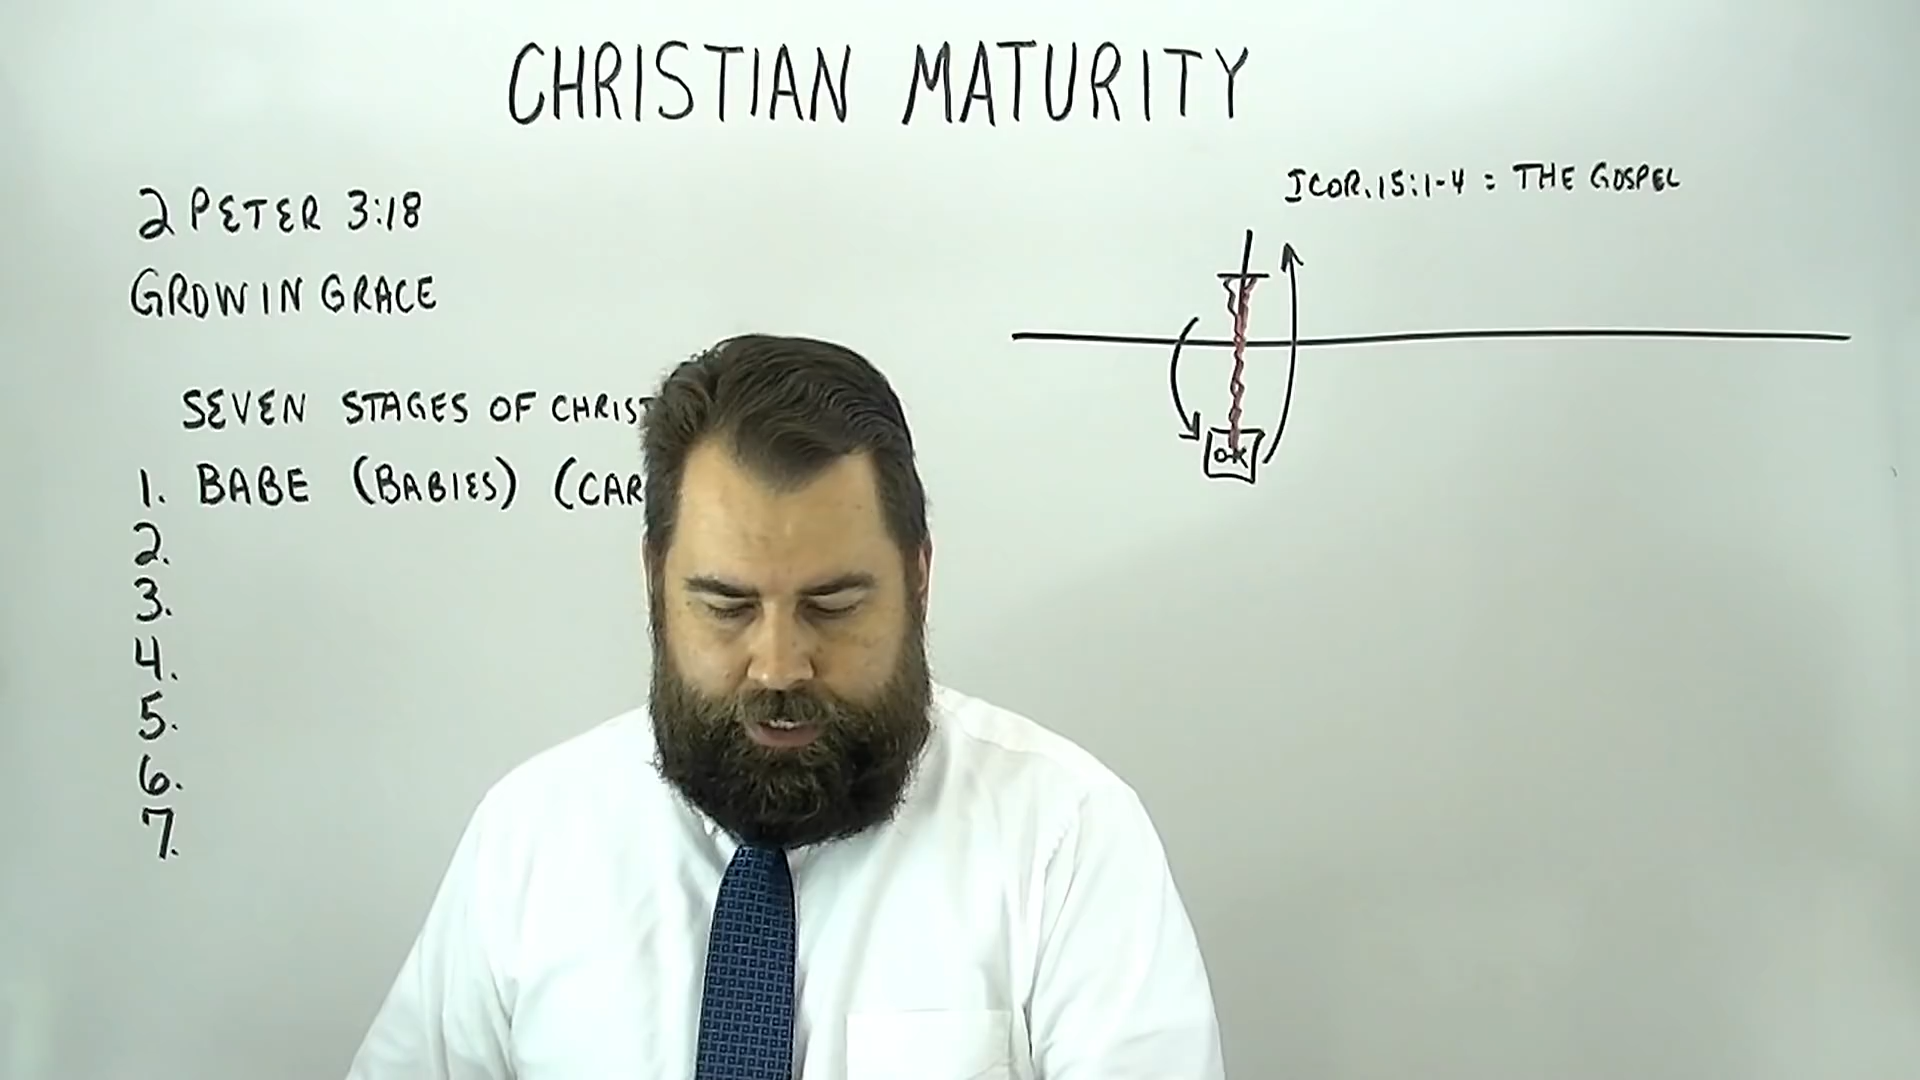 CHRISTIAN MATURITY
2 PETER 3:18
GROW IN GRACE
SEVEN STAGES OF CHRIST
1. BABE (BABIES) (CAR
2.
3.
4.
5.
6.
7.
I COR. 15:1-4 = THE GOSPEL